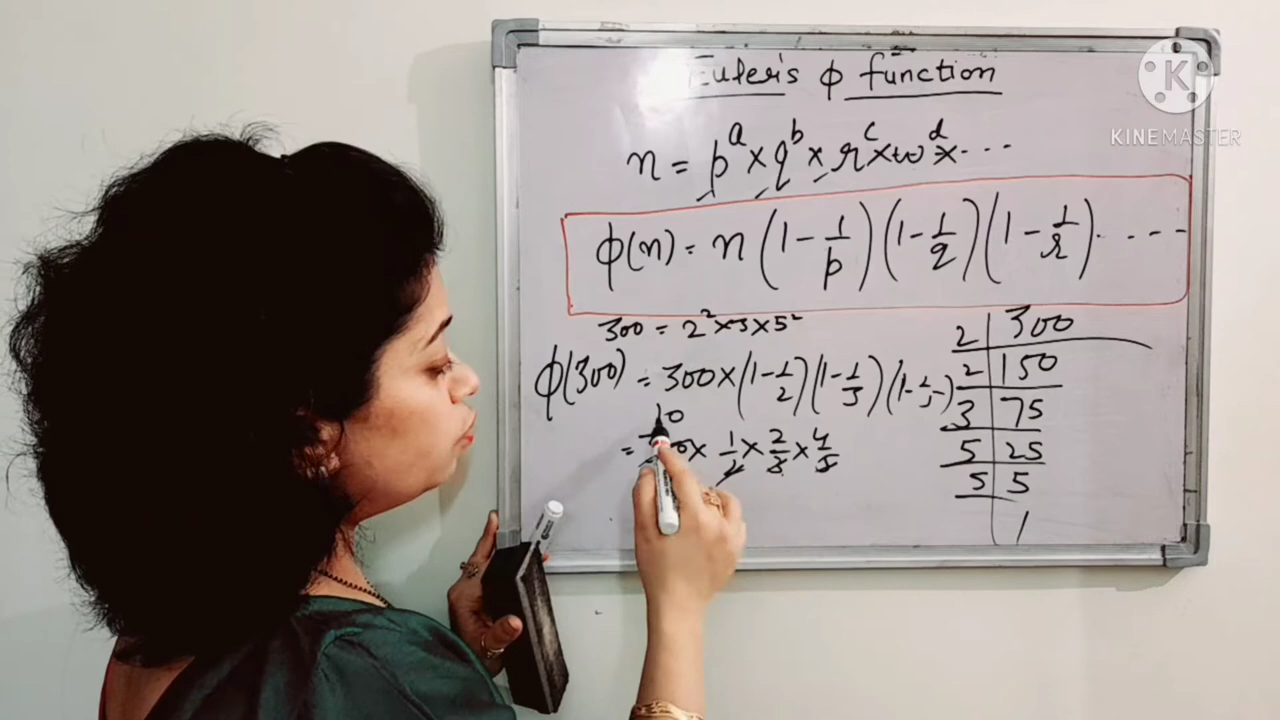 Euler's ϕ function
K
KINEMASTER
n = p^a × q^b × r^c × w^d × ...
ϕ(n) = n (1 - 1/p) (1 - 1/q) (1 - 1/r) ....
300 = 2² × 3 × 5²
ϕ(300) = 300 × (1 - 1/2) (1 - 1/3) (1 - 1/5)
10
= × 1/2 × 2/3 × 4/5
2 | 300
2 | 150
3 | 75
5 | 25
5 | 5
1